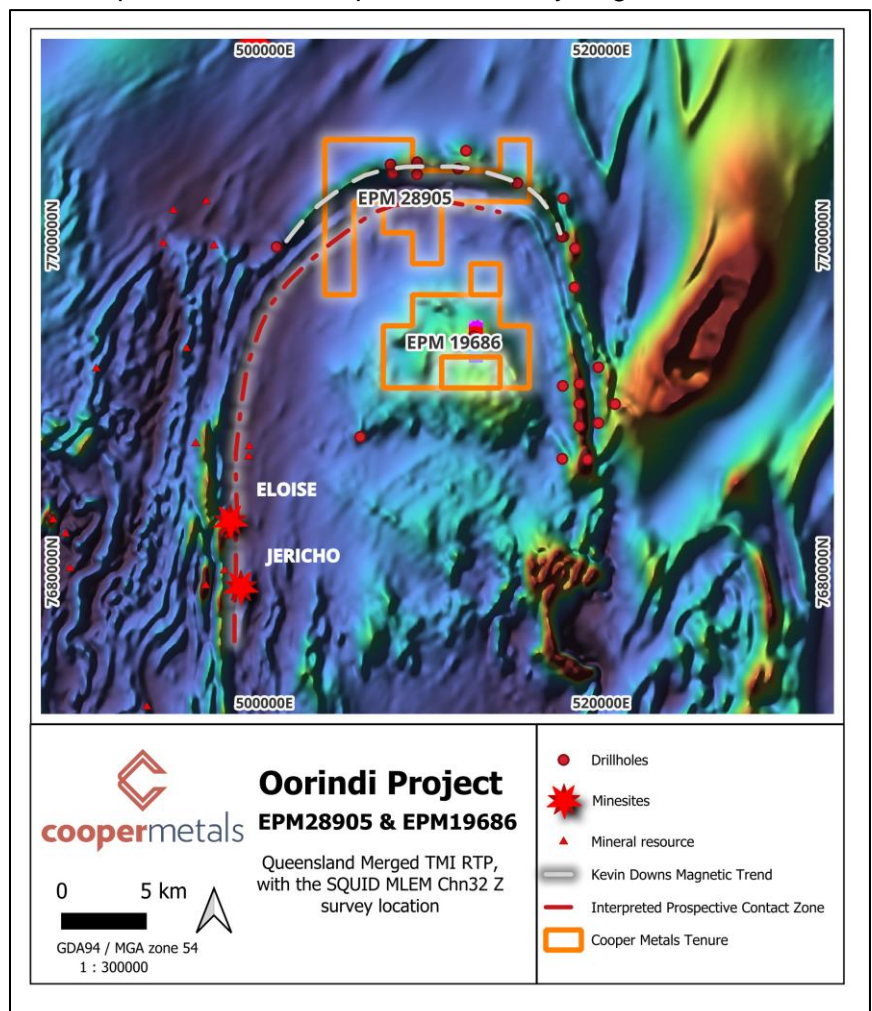 500000E
520000E
7700000N
7700000N
EPM 28905
EPM 19686
ELOISE
JERICHO
7680000N
7680000N
500000E
520000E
coopermetals
0 5 km
GDA94 / MGA zone 54
1 : 300000
Oorindi Project
EPM28905 & EPM19686
Queensland Merged TMI RTP,
with the SQUID MLEM Chn32 Z
survey location
Drillholes
Minesites
Mineral resource
Kevin Downs Magnetic Trend
Interpreted Prospective Contact Zone
Cooper Metals Tenure